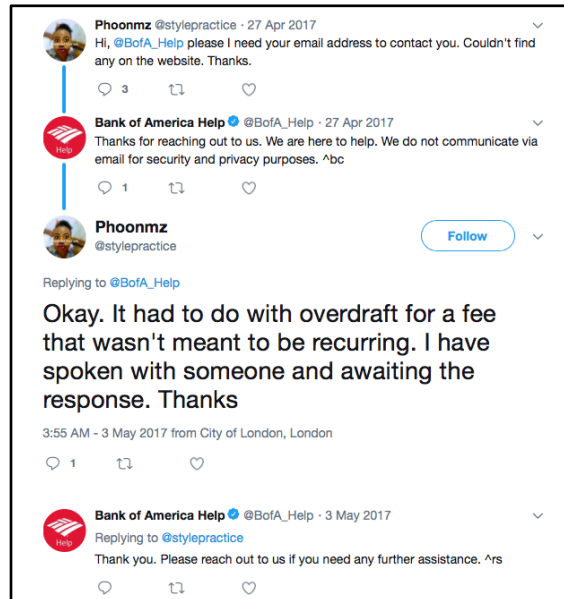 Phoonmz @stylepractice · 27 Apr 2017
Hi, @BofA_Help please I need your email address to contact you. Couldn't find
any on the website. Thanks.
3
Bank of America Help @BofA_Help · 27 Apr 2017
Thanks for reaching out to us. We are here to help. We do not communicate via
email for security and privacy purposes. ^bc
Help
1
Phoonmz
@stylepractice
Follow
Replying to @BofA_Help
Okay. It had to do with overdraft for a fee
that wasn't meant to be recurring. I have
spoken with someone and awaiting the
response. Thanks
3:55 AM - 3 May 2017 from City of London, London
1
Bank of America Help @BofA_Help · 3 May 2017
Replying to @stylepractice
Help
Thank you. Please reach out to us if you need any further assistance. ^rs